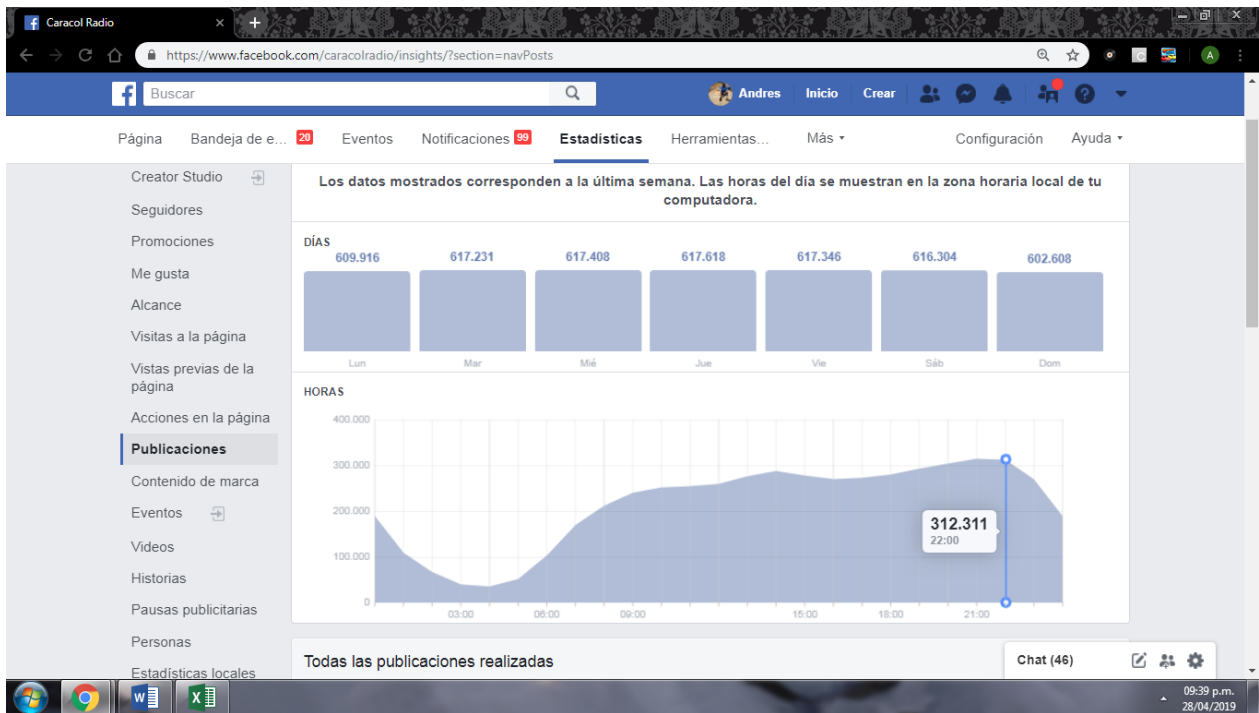 Caracol Radio
https://www.facebook.com/caracolradio/insights/?section=navPosts
A
Buscar
Andres Inicio Crear
Página Bandeja de e... 20 Eventos Notificaciones 99 Estadísticas Herramientas... Más Configuración Ayuda
Creator Studio
Seguidores
Promociones
Me gusta
Alcance
Visitas a la página
Vistas previas de la
página
Acciones en la página
Publicaciones
Contenido de marca
Eventos
Videos
Historias
Pausas publicitarias
Personas
Estadísticas locales
Los datos mostrados corresponden a la última semana. Las horas del día se muestran en la zona horaria local de tu
computadora.
DÍAS
609.916 617.231 617.408 617.618 617.346 616.304 602.608
Lun Mar Mié Jue Vie Sáb Dom
HORAS
400.000
300.000
200.000
100.000
0
312.311
22:00
03:00 06:00 09:00 15:00 18:00 21:00
Todas las publicaciones realizadas
Chat (46)
09:39 p.m.
28/04/2019